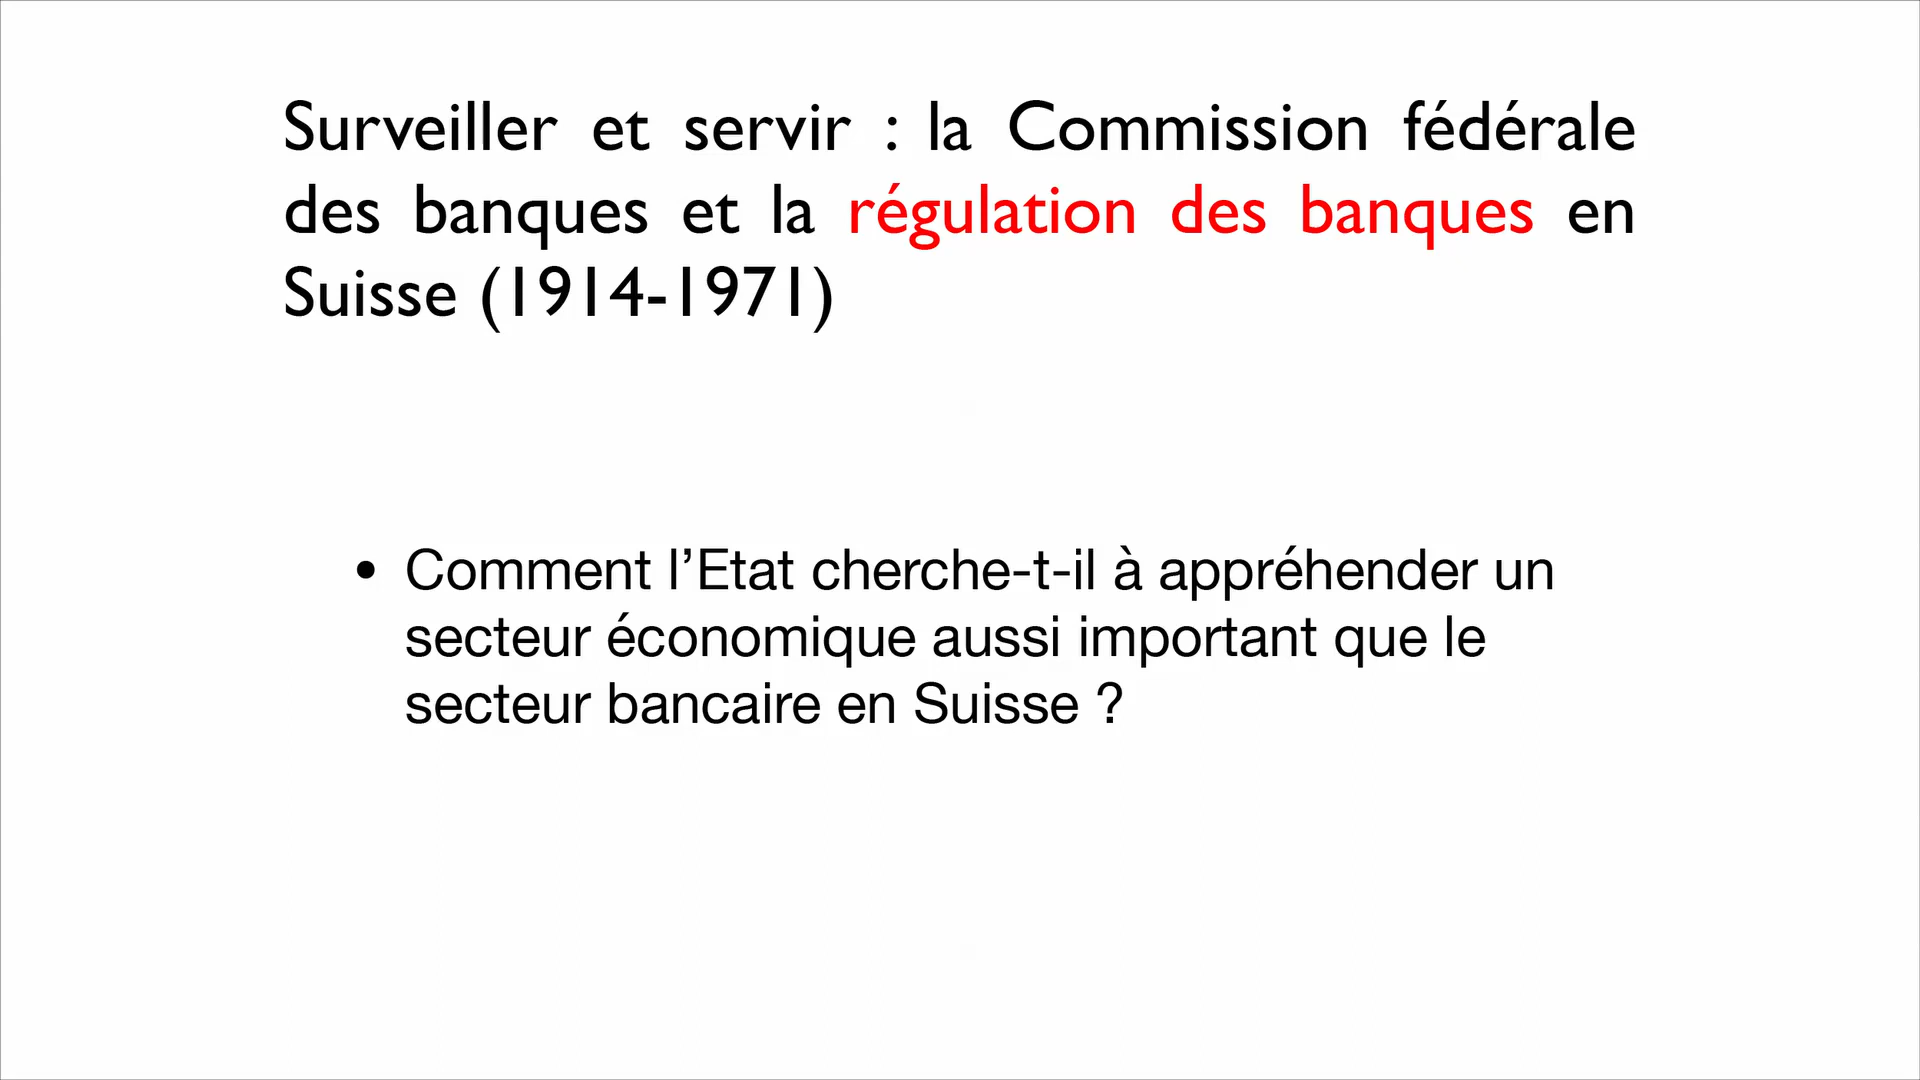 Surveiller et servir : la Commission fédérale
des banques et la régulation des banques en
Suisse (1914-1971)
• Comment l’Etat cherche-t-il à appréhender un
secteur économique aussi important que le
secteur bancaire en Suisse ?